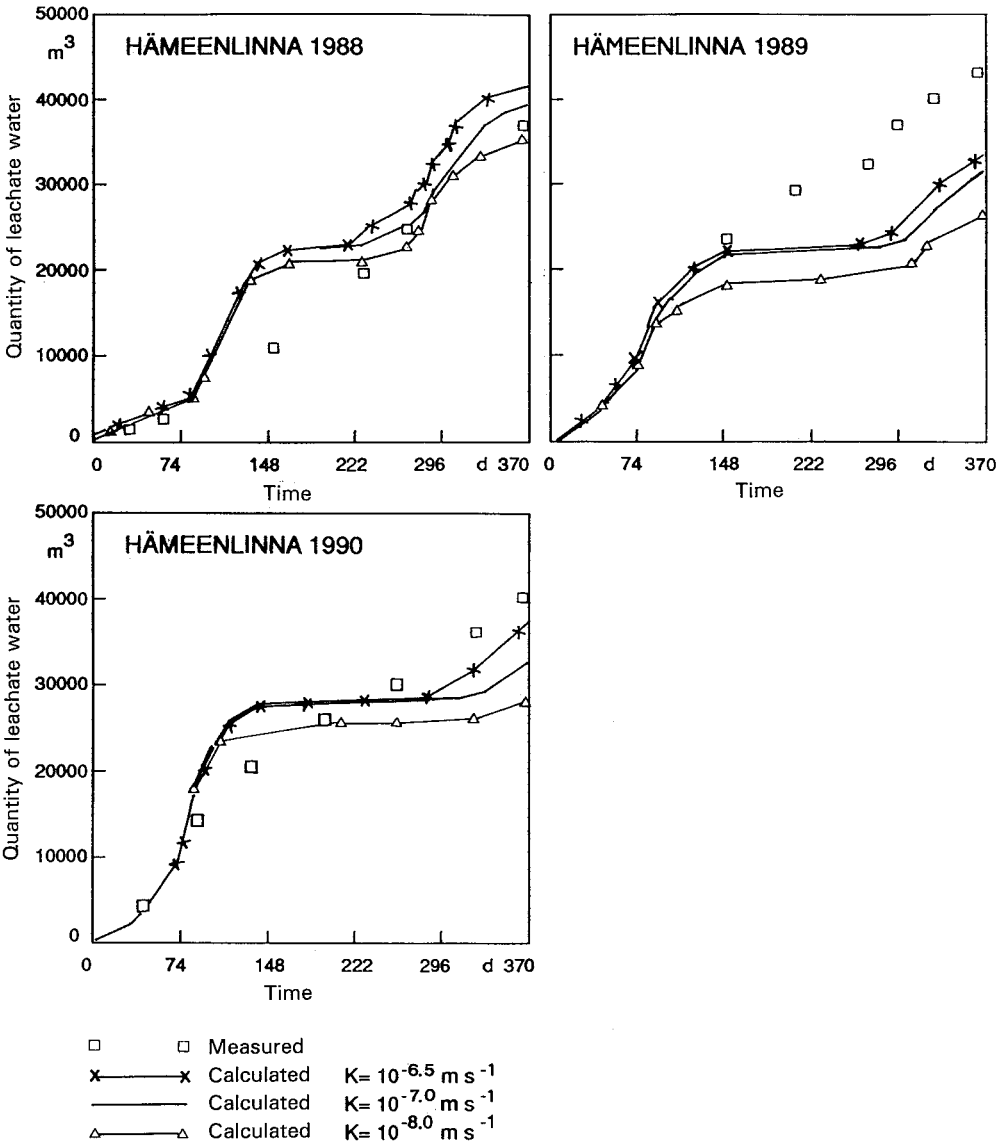 50000
m³
HÄMEENLINNA 1988
40000
30000
20000
10000
0
Quantity of leachate water
0 74 148 222 296 d 370
Time
HÄMEENLINNA 1989
0 74 148 222 296 d 370
Time
50000
m³
HÄMEENLINNA 1990
40000
30000
20000
10000
0
Quantity of leachate water
0 74 148 222 296 d 370
Time
Measured
Calculated K= 10⁻⁶·⁵ m s⁻¹
Calculated K= 10⁻⁷·⁰ m s⁻¹
Calculated K= 10⁻⁸·⁰ m s⁻¹